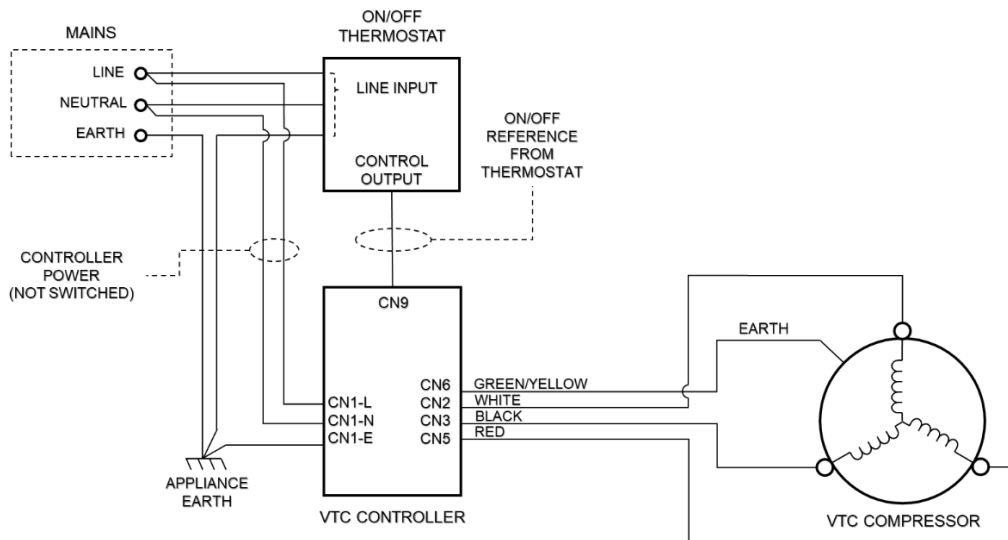 MAINS
LINE
NEUTRAL
EARTH
ON/OFF
THERMOSTAT
LINE INPUT
CONTROL
OUTPUT
ON/OFF
REFERENCE
FROM
THERMOSTAT
CONTROLLER
POWER
(NOT SWITCHED)
CN9
CN1-L
CN1-N
CN1-E
CN6
CN2
CN3
CN5
GREEN/YELLOW
WHITE
BLACK
RED
EARTH
APPLIANCE
EARTH
VTC CONTROLLER
VTC COMPRESSOR